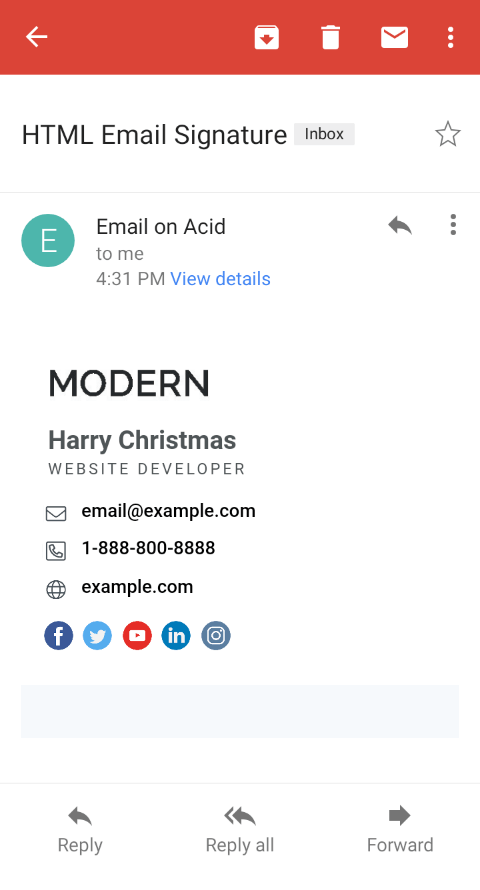 HTML Email Signature Inbox
E
Email on Acid
to me
4:31 PM View details
MODERN
Harry Christmas
WEBSITE DEVELOPER
email@example.com
1-888-800-8888
example.com
Reply Reply all Forward